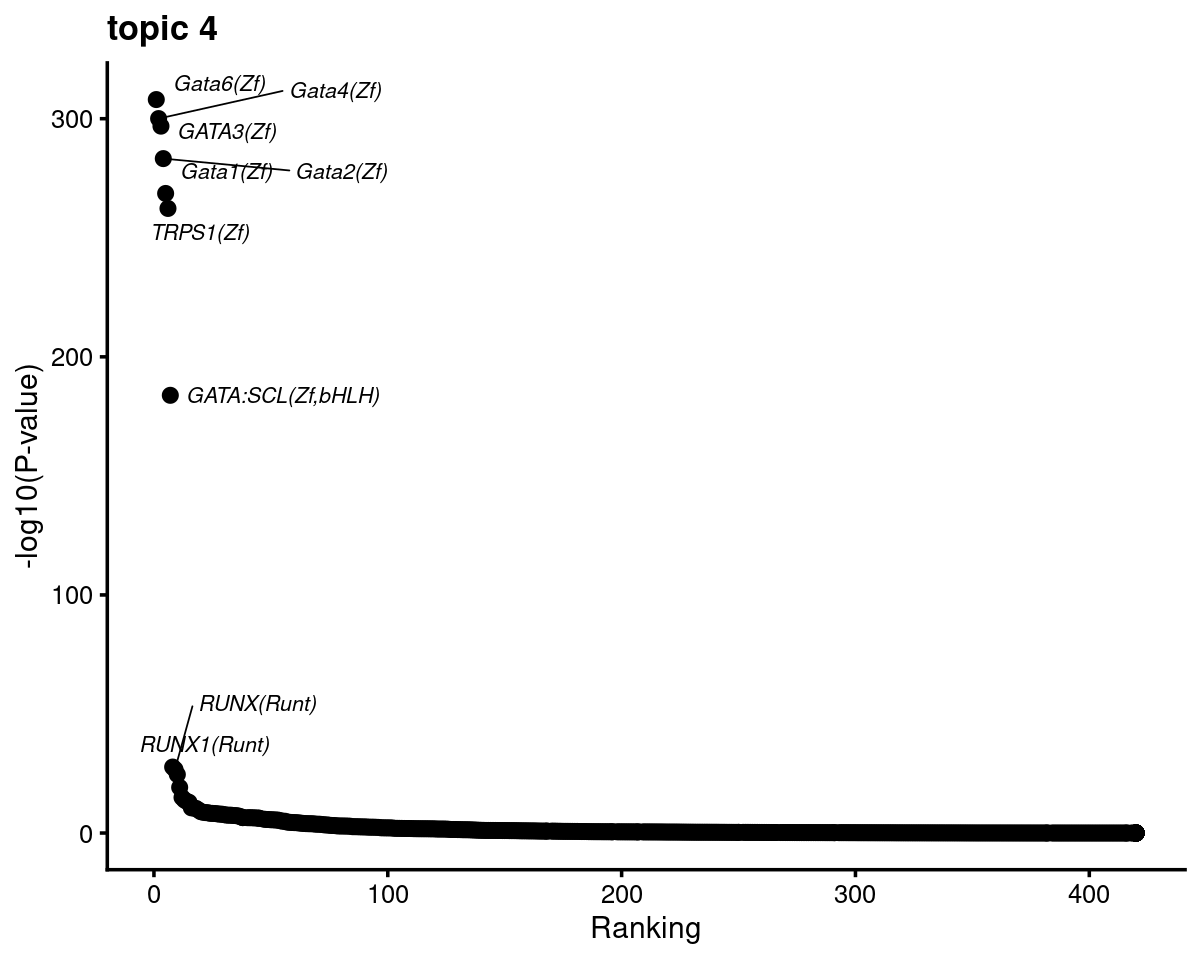 topic 4
Gata6(Zf)
Gata4(Zf)
300
GATA3(Zf)
Gata1(Zf)
Gata2(Zf)
TRPS1(Zf)
200
GATA:SCL(Zf,bHLH)
-log10(P-value)
100
RUNX(Runt)
RUNX1(Runt)
0
0 100 200 300 400
Ranking